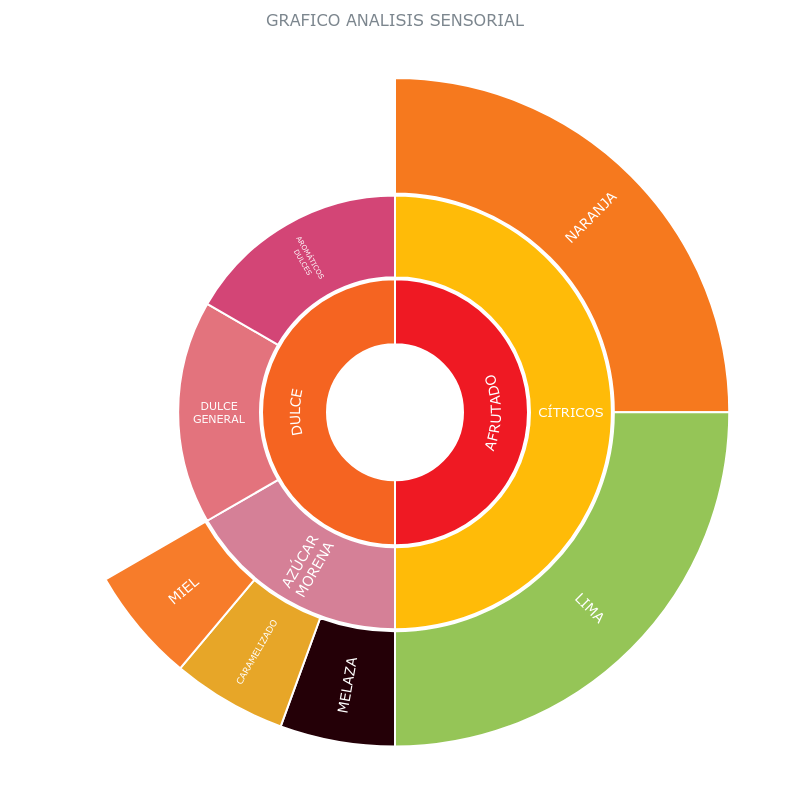 GRAFICO ANALISIS SENSORIAL
NARANJA
AROMÁTICOS
DULCES
DULCE
AFRUTADO
CÍTRICOS
DULCE
GENERAL
AZÚCAR
MORENA
MIEL
CARAMELIZADO
MELAZA
LIMA